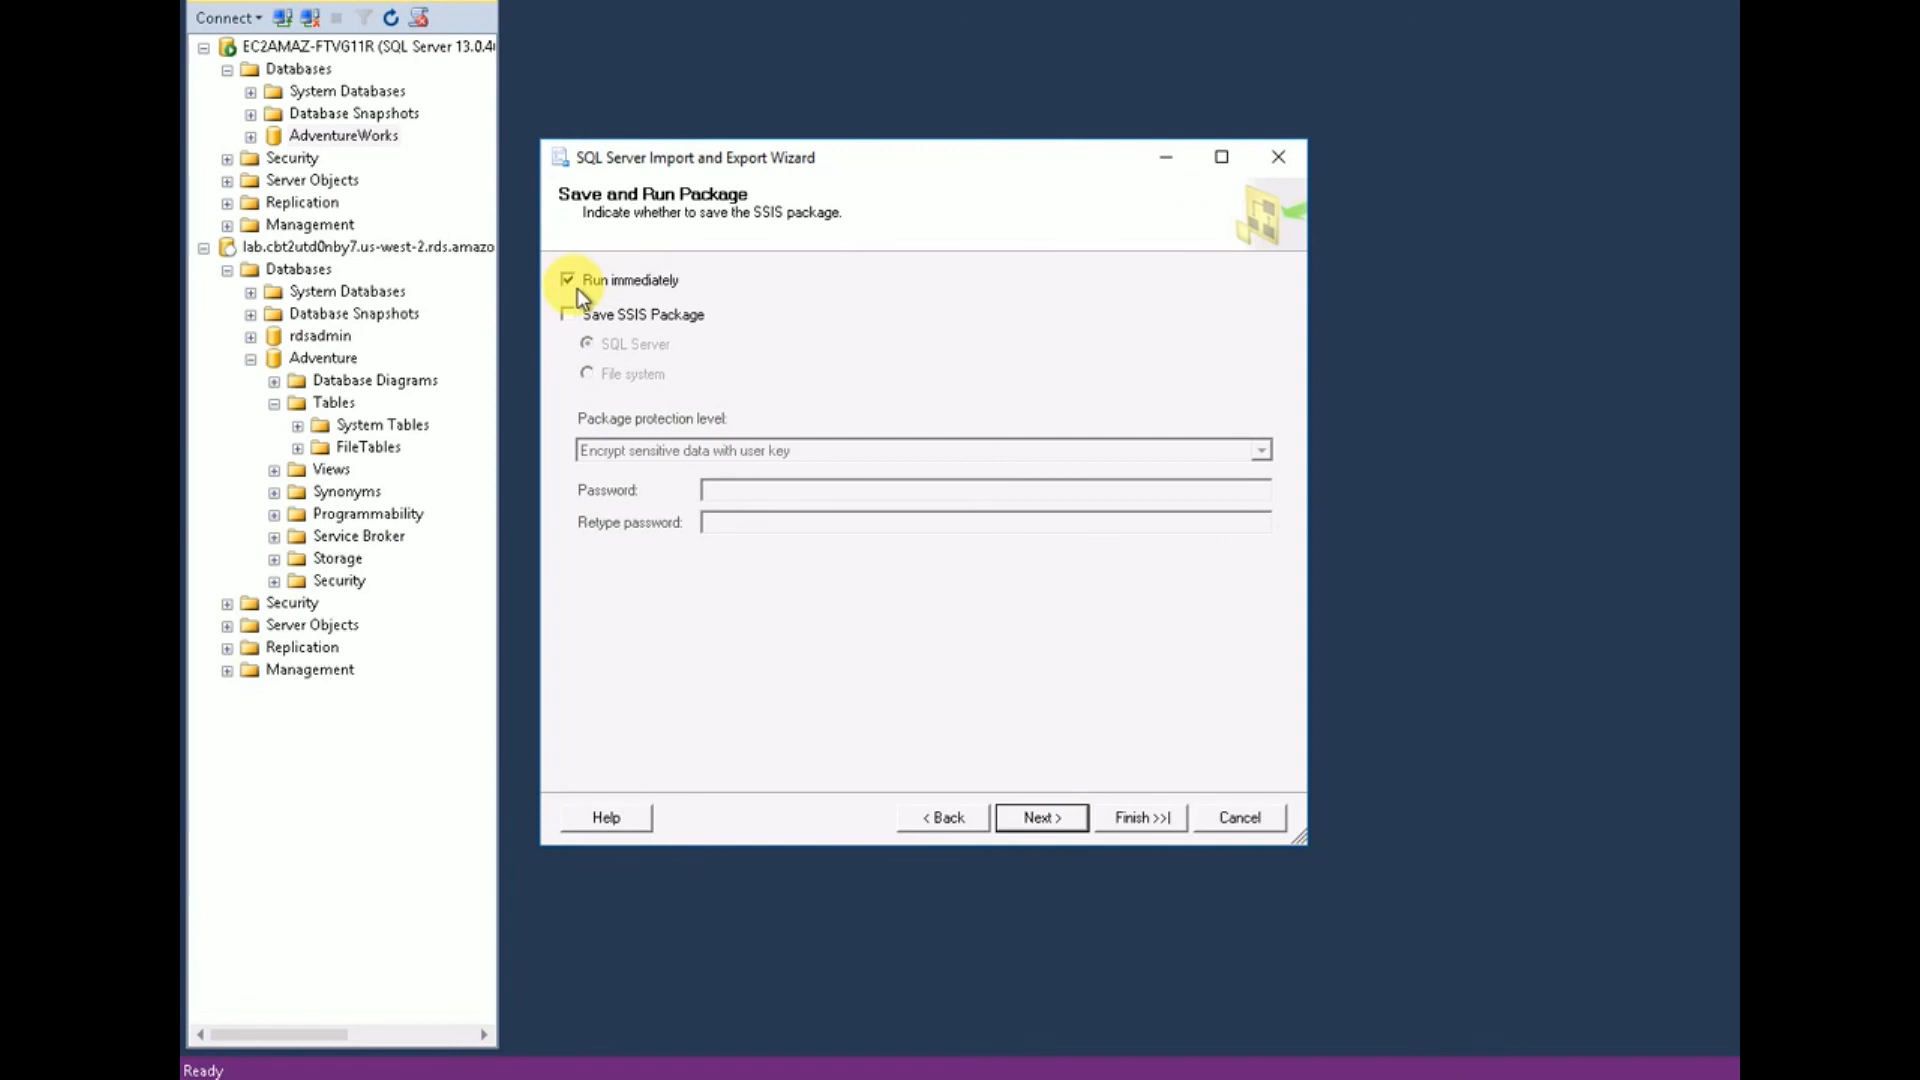 Connect
EC2AMAZ-FTVG11R (SQL Server 13.0.4
Databases
System Databases
Database Snapshots
AdventureWorks
Security
Server Objects
Replication
Management
lab.cbt2utd0nby7.us-west-2.rds.amazo
Databases
System Databases
Database Snapshots
rdsadmin
Adventure
Database Diagrams
Tables
System Tables
FileTables
Views
Synonyms
Programmability
Service Broker
Storage
Security
Security
Server Objects
Replication
Management
SQL Server Import and Export Wizard
Save and Run Package
Indicate whether to save the SSIS package.
Run immediately
Save SSIS Package
SQL Server
File system
Package protection level:
Encrypt sensitive data with user key
Password:
Retype password:
Help
< Back
Next >
Finish >>|
Cancel
Ready